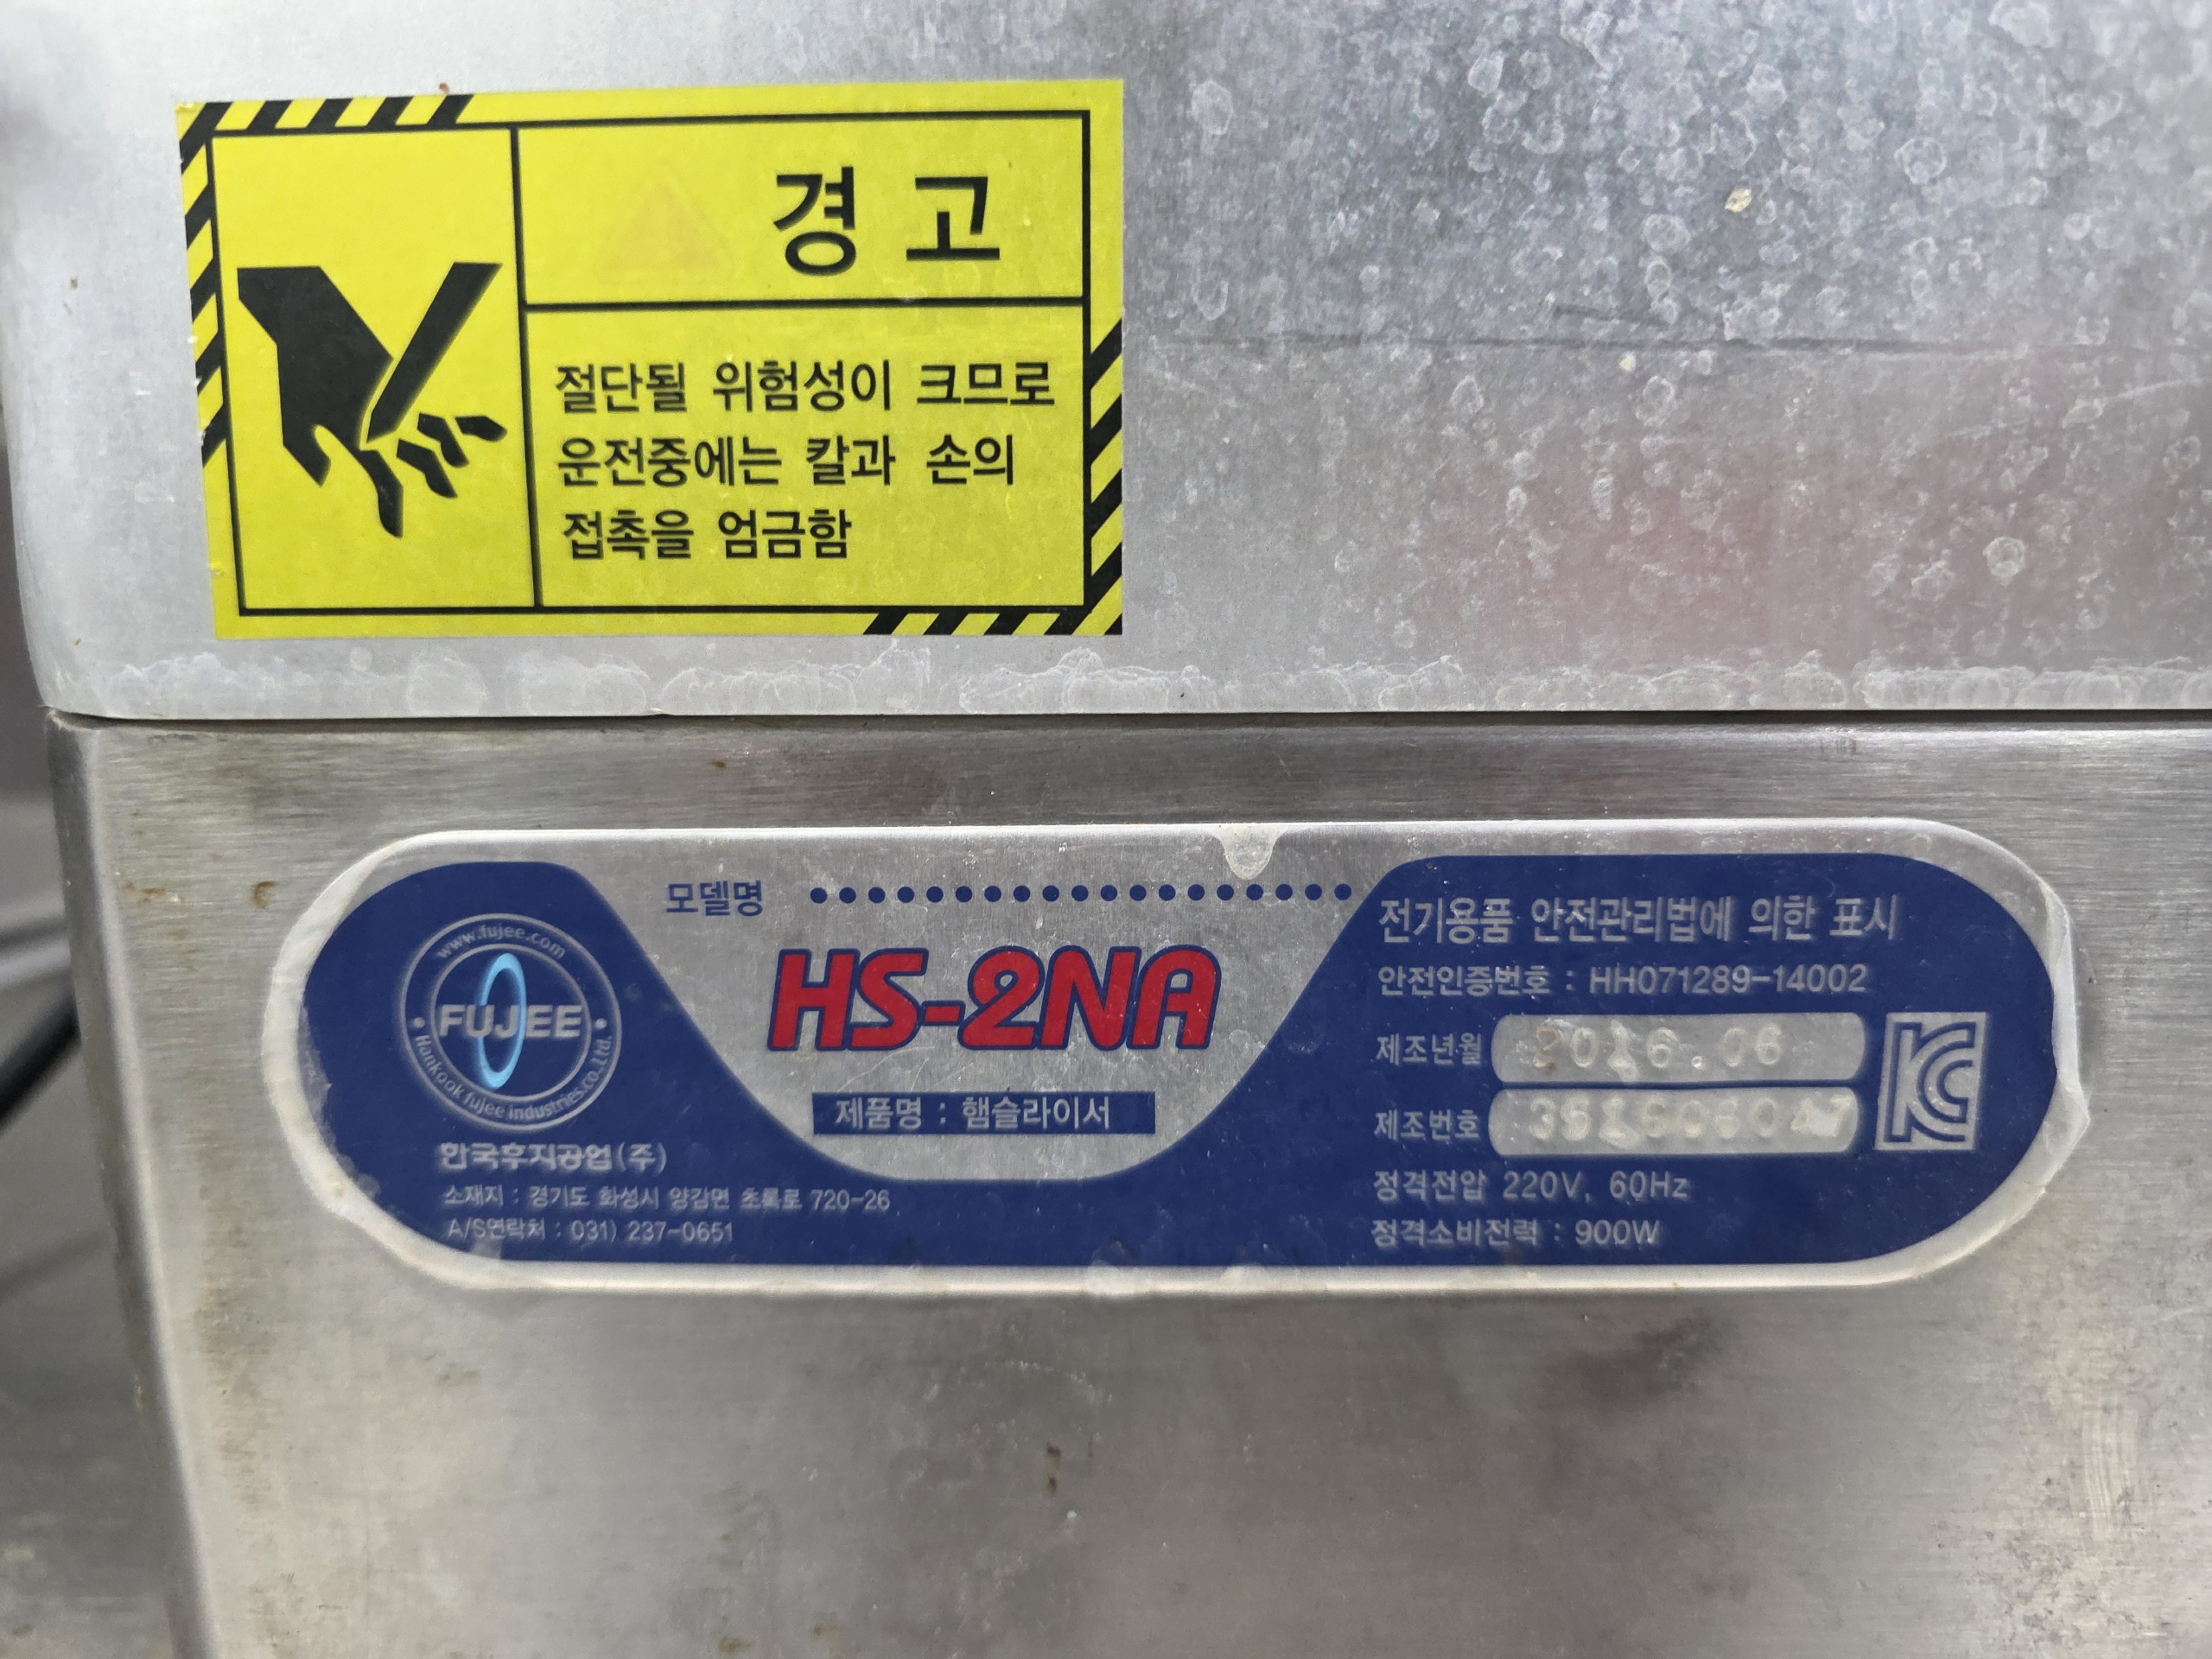 경 고
절단될 위험성이 크므로
운전중에는 칼과 손의
접촉을 엄금함
모델명
HS-2NA
제품명 : 햄슬라이서
www.fujee.com
FUJEE
Hankook fujee industries.co.Ltd.
한국후지공업(주)
소재지 : 경기도 화성시 양감면 초록로 720-26
A/S연락처 : 031) 237-0651
전기용품 안전관리법에 의한 표시
안전인증번호 : HH071289-14002
제조년월 2016.06
제조번호
정격전압 220V, 60Hz
정격소비전력 : 900W